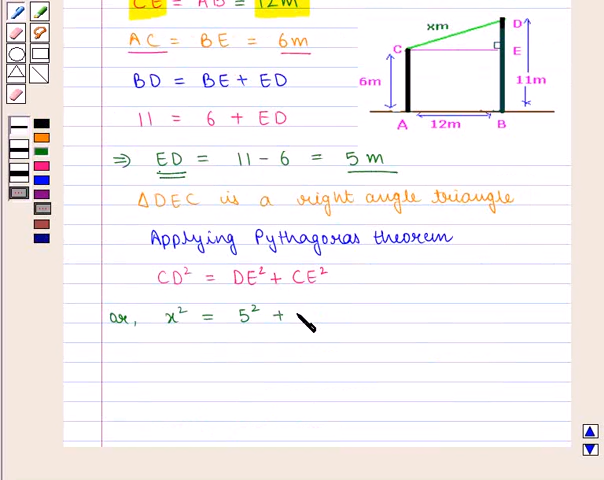 CE = AB = 12m
AC = BE = 6m
BD = BE + ED
11 = 6 + ED
⇒ ED = 11 - 6 = 5 m
ΔDEC is a right angle triangle
Applying Pythagoras theorem
CD² = DE² + CE²
or, x² = 5² +
xm
D
C
E
6m
11m
A
12m
B